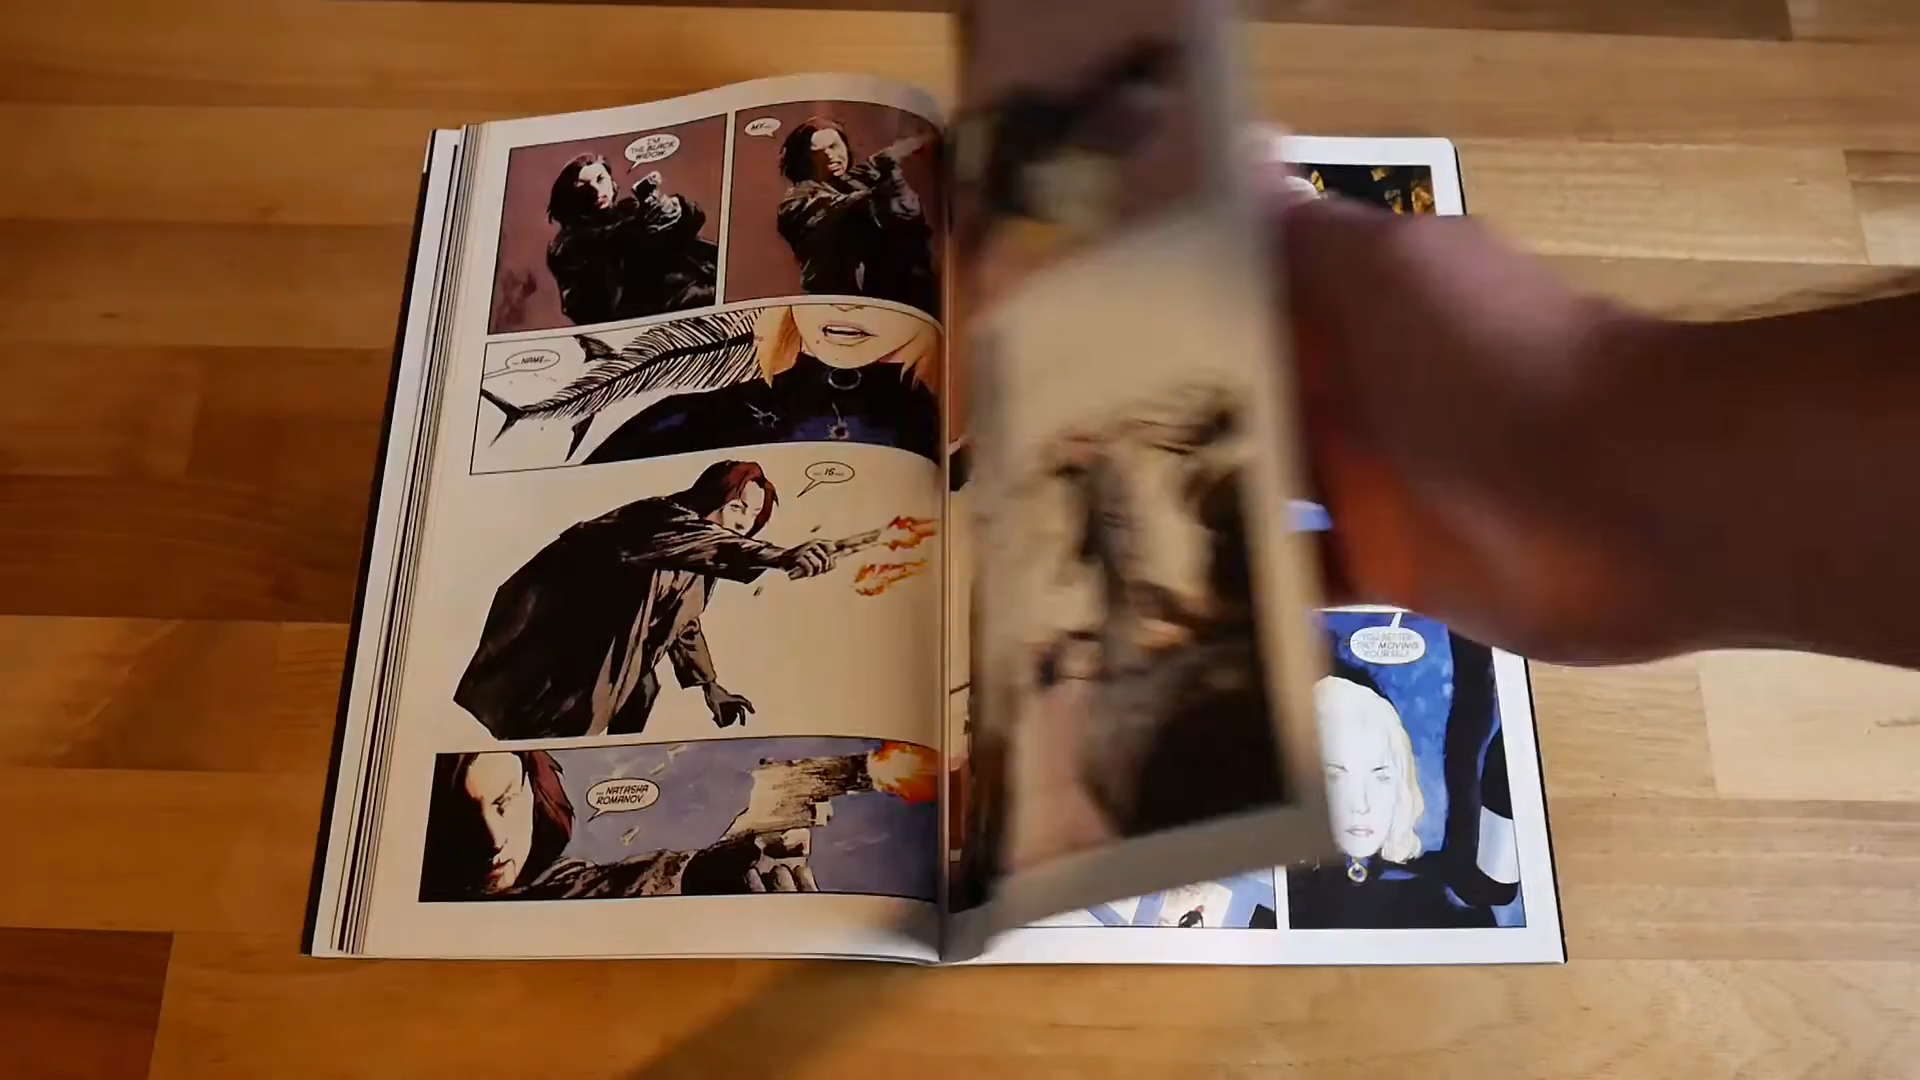 I'M
THE BLACK
WIDOW.
MY...
...NAME...
...IS...
...NATASHA
ROMANOV.
YOU BETTER
START MOVING
YOURSELF.